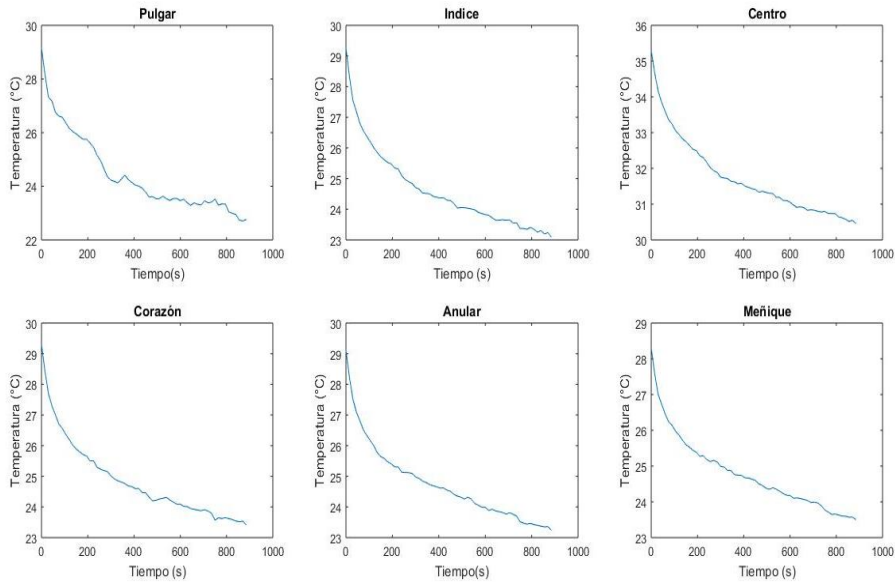 Pulgar
Temperatura (°C)
30
28
26
24
22
0 200 400 600 800 1000
Tiempo(s)
Indice
Temperatura (°C)
30
29
28
27
26
25
24
23
0 200 400 600 800 1000
Tiempo (s)
Centro
Temperatura (°C)
36
35
34
33
32
31
30
0 200 400 600 800 1000
Tiempo (s)
Corazón
Temperatura (°C)
30
29
28
27
26
25
24
23
0 200 400 600 800 1000
Tiempo (s)
Anular
Temperatura (°C)
30
29
28
27
26
25
24
23
0 200 400 600 800 1000
Tiempo(s)
Meñique
Temperatura (°C)
29
28
27
26
25
24
23
0 200 400 600 800 1000
Tiempo (s)